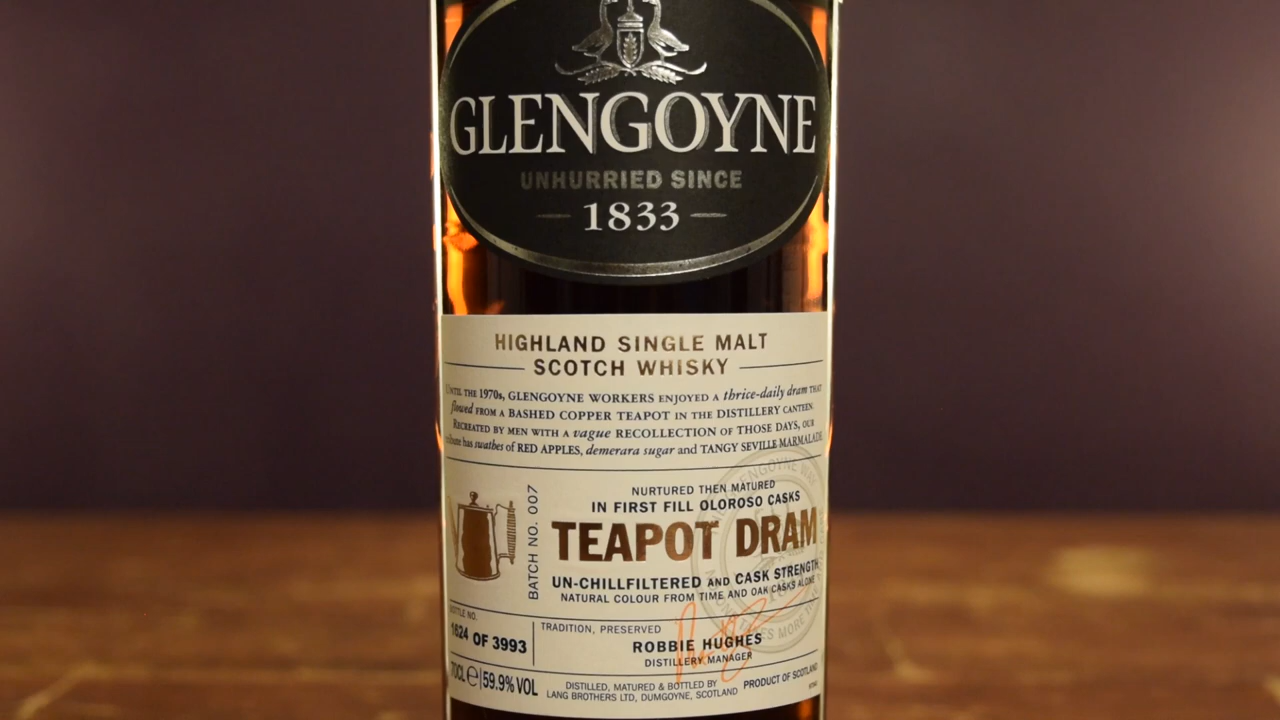 GLENGOYNE
UNHURRIED SINCE
1833
HIGHLAND SINGLE MALT
SCOTCH WHISKY
UNTIL THE 1970s, GLENGOYNE WORKERS ENJOYED A thrice-daily dram THAT
flowed FROM A BASHED COPPER TEAPOT IN THE DISTILLERY CANTEEN.
RECREATED BY MEN WITH A vague RECOLLECTION OF THOSE DAYS, OUR
tribute has swathes of RED APPLES, demerara sugar and TANGY SEVILLE MARMALADE.
BATCH NO. 007
NURTURED THEN MATURED
IN FIRST FILL OLOROSO CASKS
TEAPOT DRAM
UN-CHILLFILTERED AND CASK STRENGTH
NATURAL COLOUR FROM TIME AND OAK CASKS ALONE
BOTTLE NO.
1624 OF 3993
TRADITION, PRESERVED
ROBBIE HUGHES
DISTILLERY MANAGER
70CL ℮ 59.9% VOL
DISTILLED, MATURED & BOTTLED BY
LANG BROTHERS LTD, DUMGOYNE, SCOTLAND
PRODUCT OF SCOTLAND